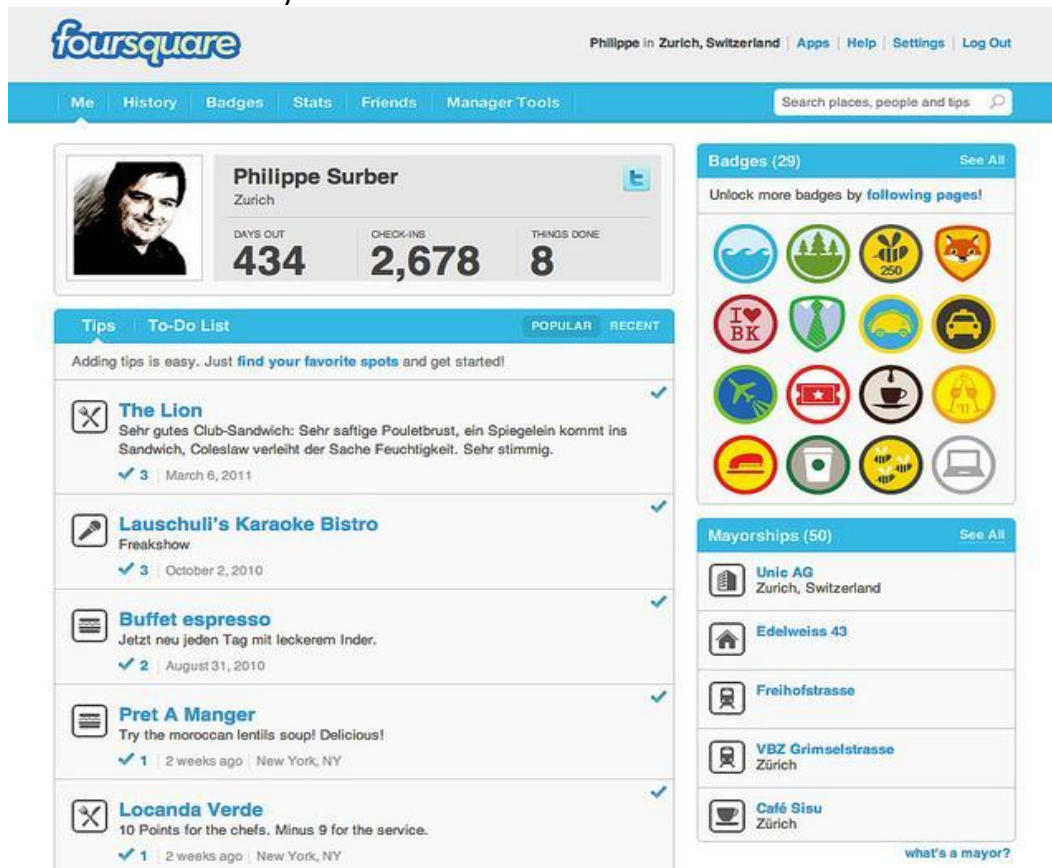 foursquare
Philippe in Zurich, Switzerland | Apps | Help | Settings | Log Out
Me History Badges Stats Friends Manager Tools
Search places, people and tips
Philippe Surber
Zurich
DAYS OUT CHECK-INS THINGS DONE
434 2,678 8
Tips To-Do List POPULAR RECENT
Adding tips is easy. Just find your favorite spots and get started!
The Lion
Sehr gutes Club-Sandwich: Sehr saftige Pouletbrust, ein Spiegelein kommt ins
Sandwich, Coleslaw verleiht der Sache Feuchtigkeit. Sehr stimmig.
3 | March 6, 2011
Lauschuli's Karaoke Bistro
Freakshow
3 | October 2, 2010
Buffet espresso
Jetzt neu jeden Tag mit leckerem Inder.
2 | August 31, 2010
Pret A Manger
Try the moroccan lentils soup! Delicious!
1 | 2 weeks ago | New York, NY
Locanda Verde
10 Points for the chefs. Minus 9 for the service.
1 | 2 weeks ago | New York, NY
Badges (29) See All
Unlock more badges by following pages!
250
I♥
BK
'11
Mayorships (50) See All
Unic AG
Zurich, Switzerland
Edelweiss 43
Freihofstrasse
VBZ Grimselstrasse
Zürich
Café Sisu
Zürich
what's a mayor?